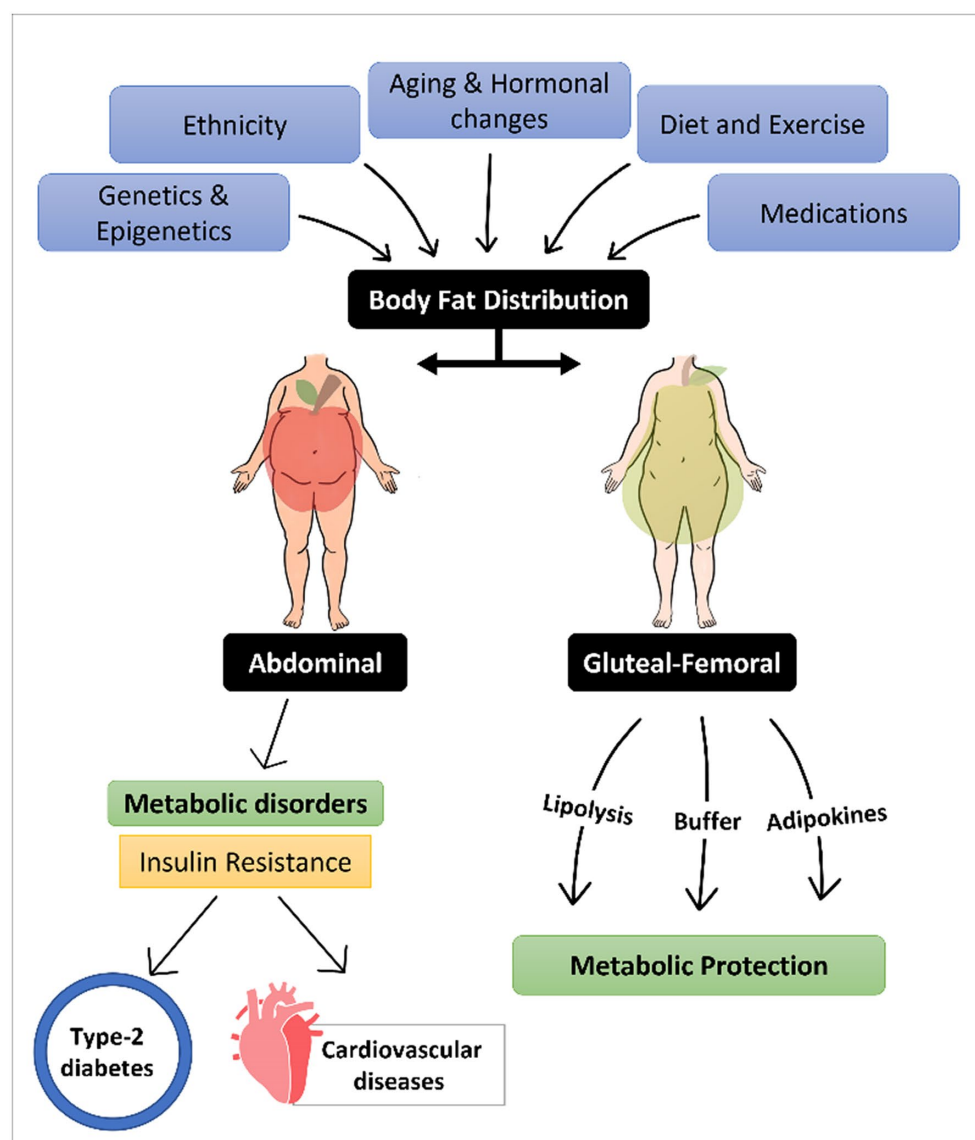 Aging & Hormonal
changes
Ethnicity
Diet and Exercise
Genetics &
Epigenetics
Medications
Body Fat Distribution
Abdominal
Gluteal-Femoral
Lipolysis
Buffer
Adipokines
Metabolic disorders
Insulin Resistance
Metabolic Protection
Type-2
diabetes
Cardiovascular
diseases